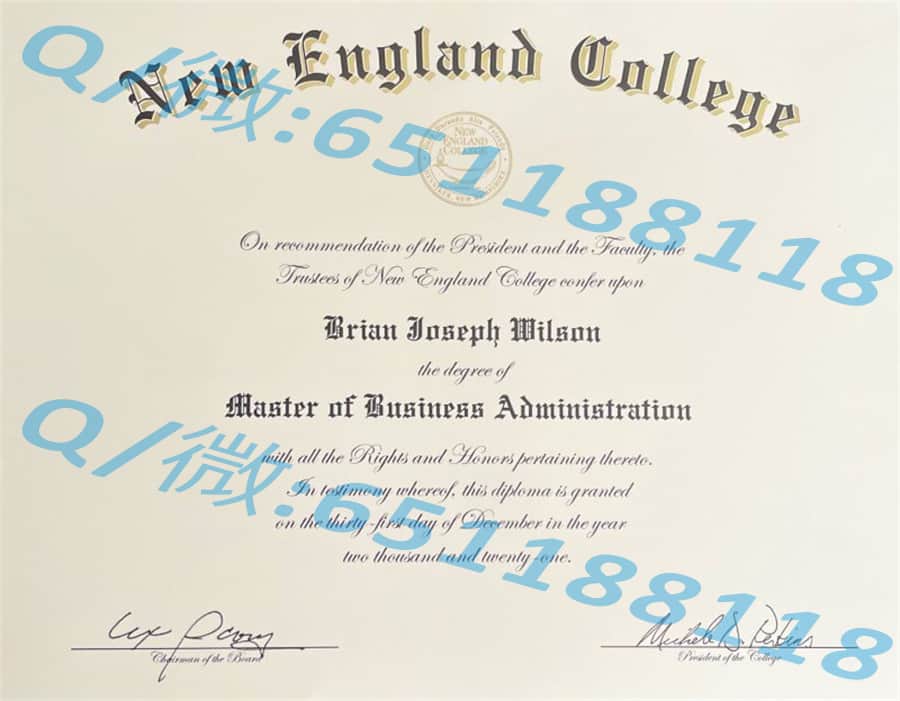 New England College
NEW
ENGLAND
COLLEGE
On recommendation of the President and the Faculty, the
Trustees of New England College confer upon
Brian Joseph Wilson
the degree of
Master of Business Administration
with all the Rights and Honors pertaining thereto.
In testimony whereof, this diploma is granted
on the thirty-first day of December in the year
two thousand and twenty-one.
Chairman of the Board
President of the College
Q/微:651188118
Q/微:651188118